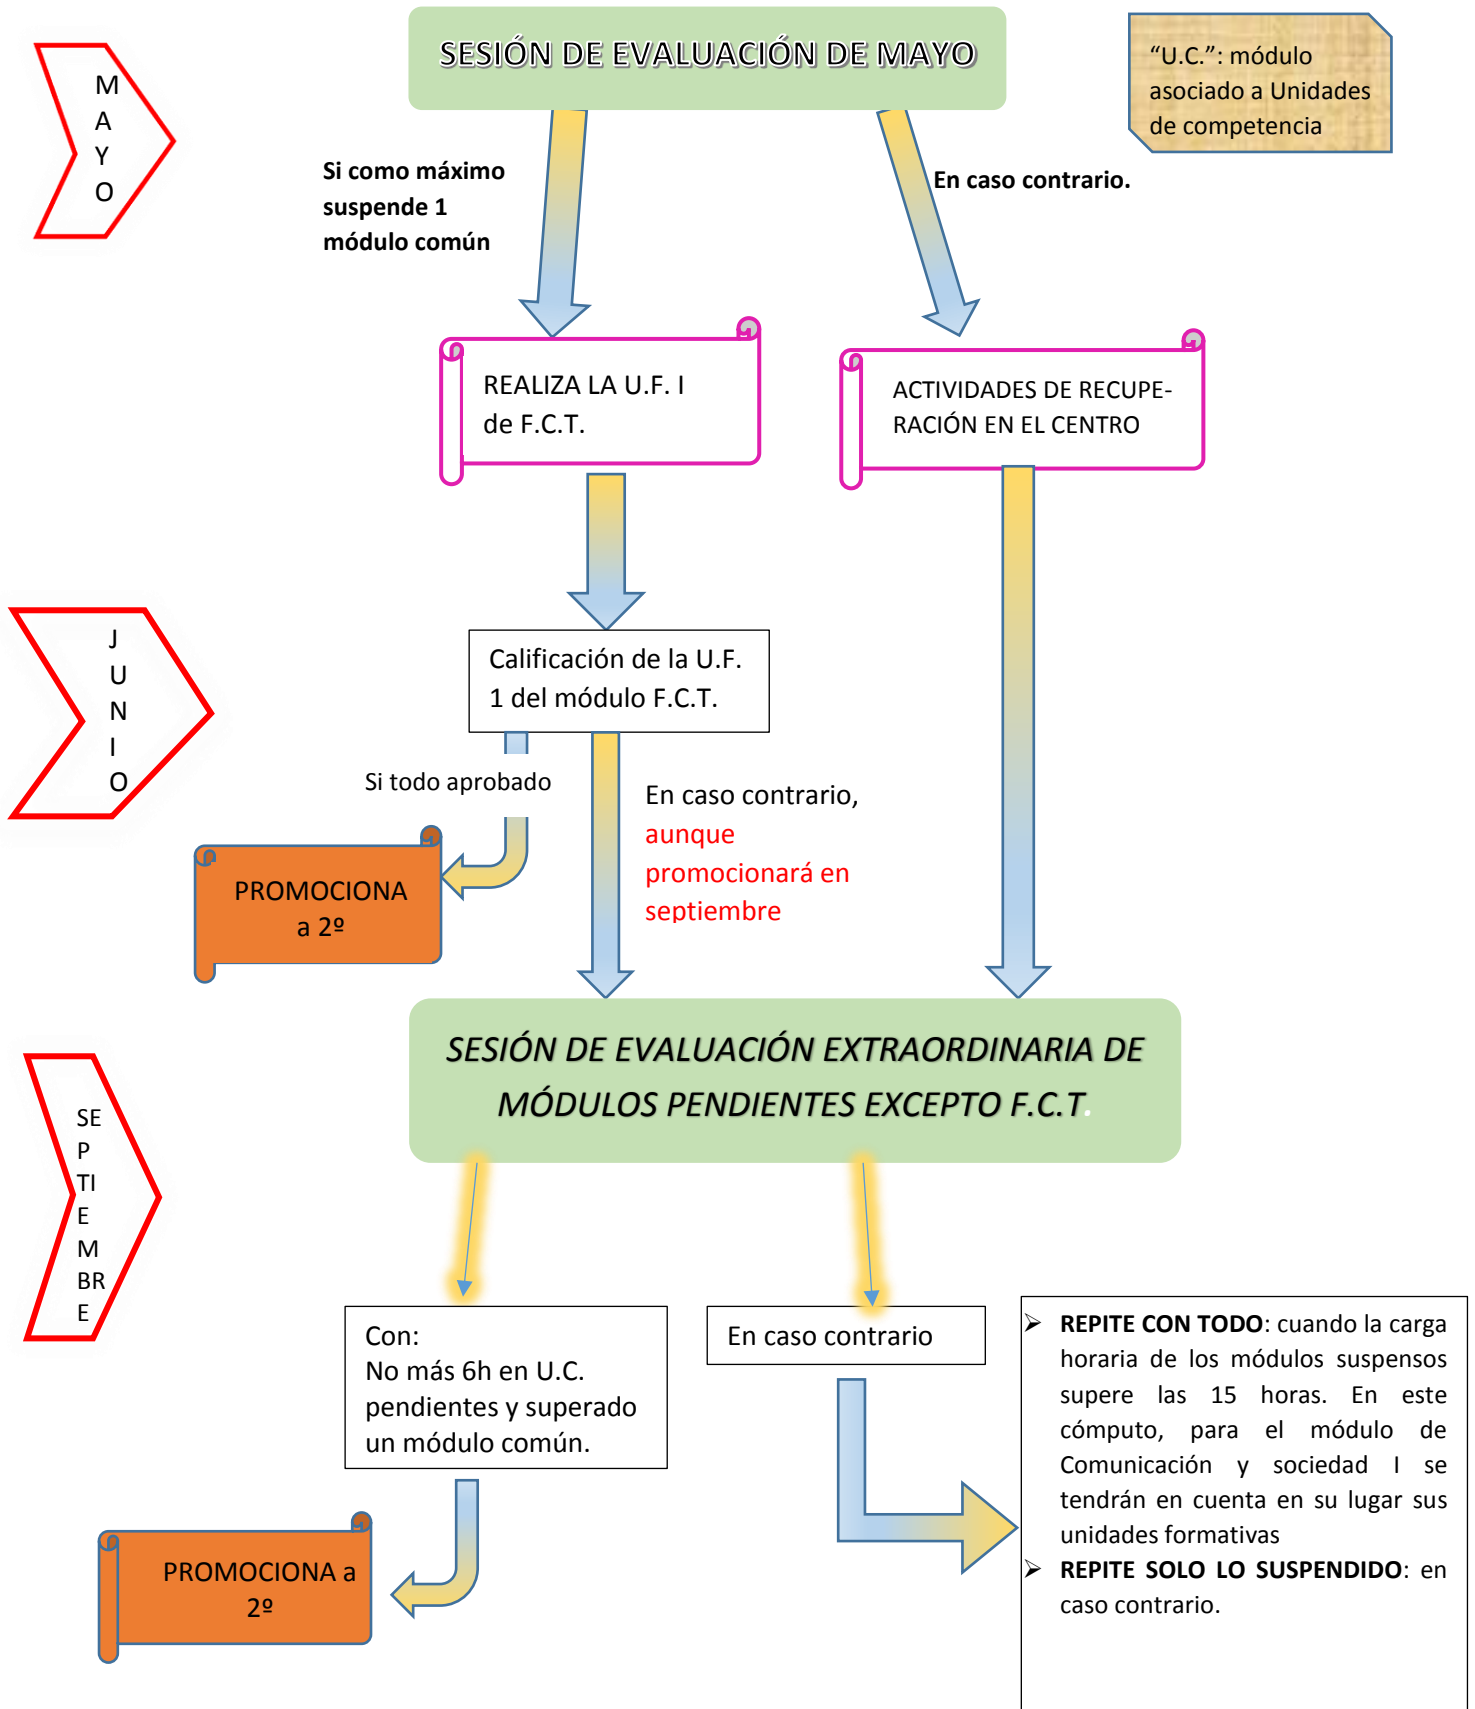 SESIÓN DE EVALUACIÓN DE MAYO
"U.C.": módulo
asociado a Unidades
de competencia
M
A
Y
O
Si como máximo
suspende 1
módulo común
En caso contrario.
REALIZA LA U.F. I
de F.C.T.
ACTIVIDADES DE RECUPE-
RACIÓN EN EL CENTRO
J
U
N
I
O
Calificación de la U.F.
1 del módulo F.C.T.
Si todo aprobado
En caso contrario,
aunque
promocionará en
septiembre
PROMOCIONA
a 2º
SESIÓN DE EVALUACIÓN EXTRAORDINARIA DE
MÓDULOS PENDIENTES EXCEPTO F.C.T.
SE
P
TI
E
M
BR
E
Con:
No más 6h en U.C.
pendientes y superado
un módulo común.
En caso contrario
➢ REPITE CON TODO: cuando la carga
horaria de los módulos suspensos
supere las 15 horas. En este
cómputo, para el módulo de
Comunicación y sociedad I se
tendrán en cuenta en su lugar sus
unidades formativas
➢ REPITE SOLO LO SUSPENDIDO: en
caso contrario.
PROMOCIONA a
2º